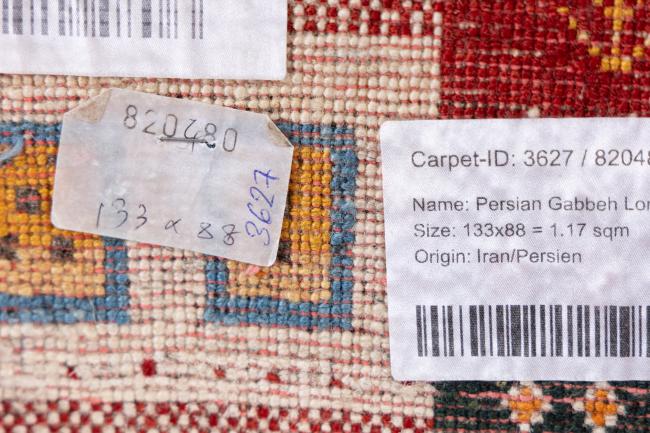 820480
133 x 88
3627
Carpet-ID: 3627 / 82048
Name: Persian Gabbeh Lor
Size: 133x88 = 1.17 sqm
Origin: Iran/Persien